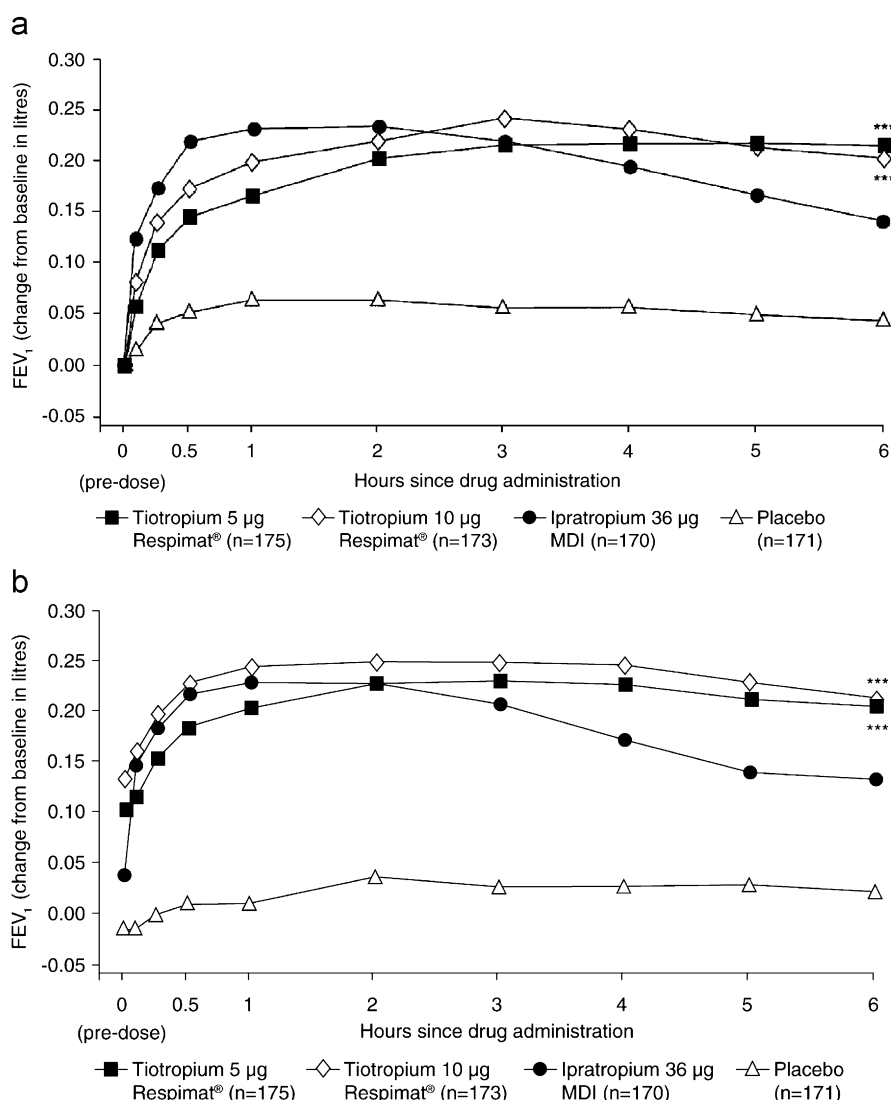 a
FEV1 (change from baseline in litres)
0.30
0.25
0.20
0.15
0.10
0.05
0.00
-0.05
***
***
0 0.5 1 2 3 4 5 6
(pre-dose)
Hours since drug administration
Tiotropium 5 µg
Respimat® (n=175)
Tiotropium 10 µg
Respimat® (n=173)
Ipratropium 36 µg
MDI (n=170)
Placebo
(n=171)
b
FEV1 (change from baseline in litres)
0.30
0.25
0.20
0.15
0.10
0.05
0.00
-0.05
***
***
0 0.5 1 2 3 4 5 6
(pre-dose)
Hours since drug administration
Tiotropium 5 µg
Respimat® (n=175)
Tiotropium 10 µg
Respimat® (n=173)
Ipratropium 36 µg
MDI (n=170)
Placebo
(n=171)